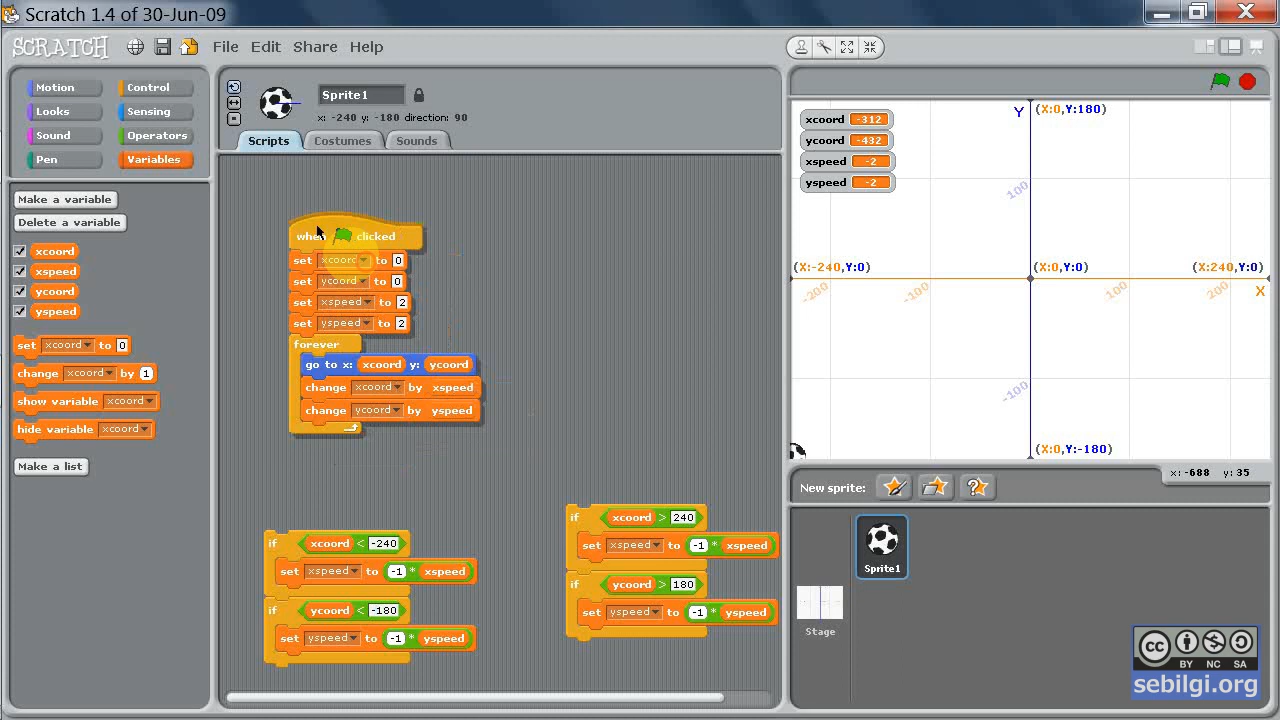 Scratch 1.4 of 30-Jun-09
SCRATCH File Edit Share Help
Motion Control
Looks Sensing
Sound Operators
Pen Variables
Make a variable
Delete a variable
xcoord
xspeed
ycoord
yspeed
set xcoord to 0
change xcoord by 1
show variable xcoord
hide variable xcoord
Make a list
Sprite1
x: -240 y: -180 direction: 90
Scripts Costumes Sounds
when clicked
set xcoord to 0
set ycoord to 0
set xspeed to 2
set yspeed to 2
forever
go to x: xcoord y: ycoord
change xcoord by xspeed
change ycoord by yspeed
if xcoord < -240
set xspeed to -1 * xspeed
if ycoord < -180
set yspeed to -1 * yspeed
if xcoord > 240
set xspeed to -1 * xspeed
if ycoord > 180
set yspeed to -1 * yspeed
xcoord -312
ycoord -432
xspeed -2
yspeed -2
Y (X:0,Y:180)
100
(X:-240,Y:0) (X:0,Y:0) (X:240,Y:0)
-200 -100 100 200 X
-100
(X:0,Y:-180)
x: -688 y: 35
New sprite:
Sprite1
Stage
cc BY NC SA
sebilgi.org